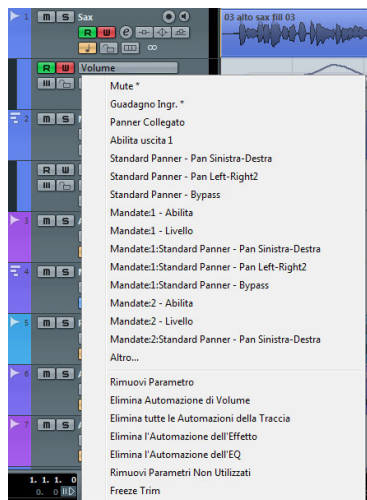 1 m S Sax
03 alto sax fill 03
R W e
R W Volume
Mute *
Guadagno Ingr. *
Panner Collegato
2 m S
Abilita uscita 1
Standard Panner - Pan Sinistra-Destra
R W
Standard Panner - Pan Left-Right2
Standard Panner - Bypass
Mandate:1 - Abilita
3 m S
Mandate:1 - Livello
Mandate:1:Standard Panner - Pan Sinistra-Destra
4 m S
Mandate:1:Standard Panner - Pan Left-Right2
Mandate:1:Standard Panner - Bypass
Mandate:2 - Abilita
5 m S
Mandate:2 - Livello
Mandate:2:Standard Panner - Pan Sinistra-Destra
Altro...
6 m S
Rimuovi Parametro
Elimina Automazione di Volume
7 m S
Elimina tutte le Automazioni della Traccia
Elimina l'Automazione dell'Effetto
Elimina l'Automazione dell'EQ
1. 1. 1. 0
Rimuovi Parametri Non Utilizzati
0. 0
Freeze Trim